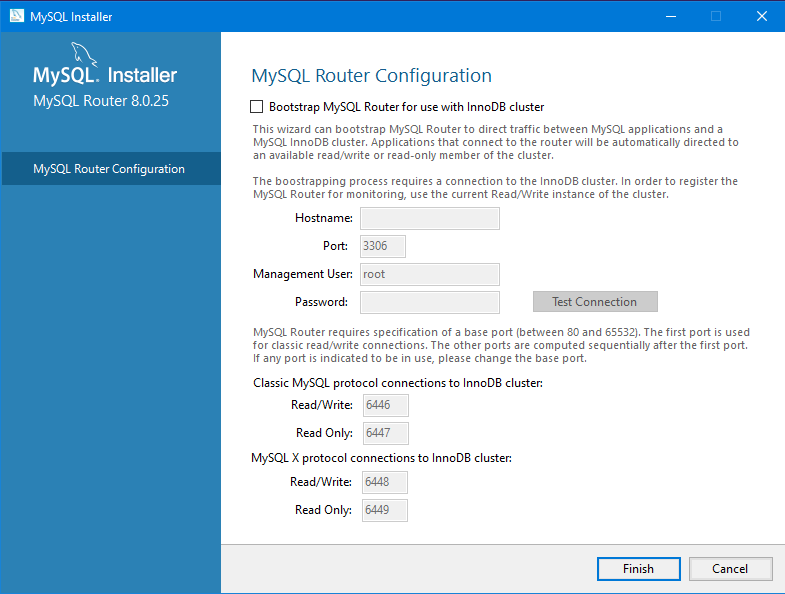 MySQL Installer
MySQL. Installer
MySQL Router 8.0.25
MySQL Router Configuration
MySQL Router Configuration
Bootstrap MySQL Router for use with InnoDB cluster
This wizard can bootstrap MySQL Router to direct traffic between MySQL applications and a
MySQL InnoDB cluster. Applications that connect to the router will be automatically directed to
an available read/write or read-only member of the cluster.
The boostrapping process requires a connection to the InnoDB cluster. In order to register the
MySQL Router for monitoring, use the current Read/Write instance of the cluster.
Hostname:
Port: 3306
Management User: root
Password: Test Connection
MySQL Router requires specification of a base port (between 80 and 65532). The first port is used
for classic read/write connections. The other ports are computed sequentially after the first port.
If any port is indicated to be in use, please change the base port.
Classic MySQL protocol connections to InnoDB cluster:
Read/Write: 6446
Read Only: 6447
MySQL X protocol connections to InnoDB cluster:
Read/Write: 6448
Read Only: 6449
Finish Cancel